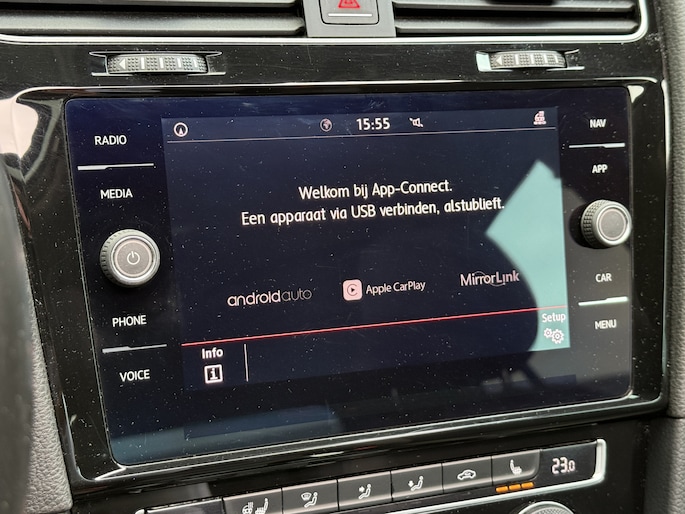 RADIO
MEDIA
PHONE
VOICE
15:55
Welkom bij App-Connect.
Een apparaat via USB verbinden, alstublieft.
androidauto
Apple CarPlay
MirrorLink
Info
Setup
NAV
APP
CAR
MENU
23.0